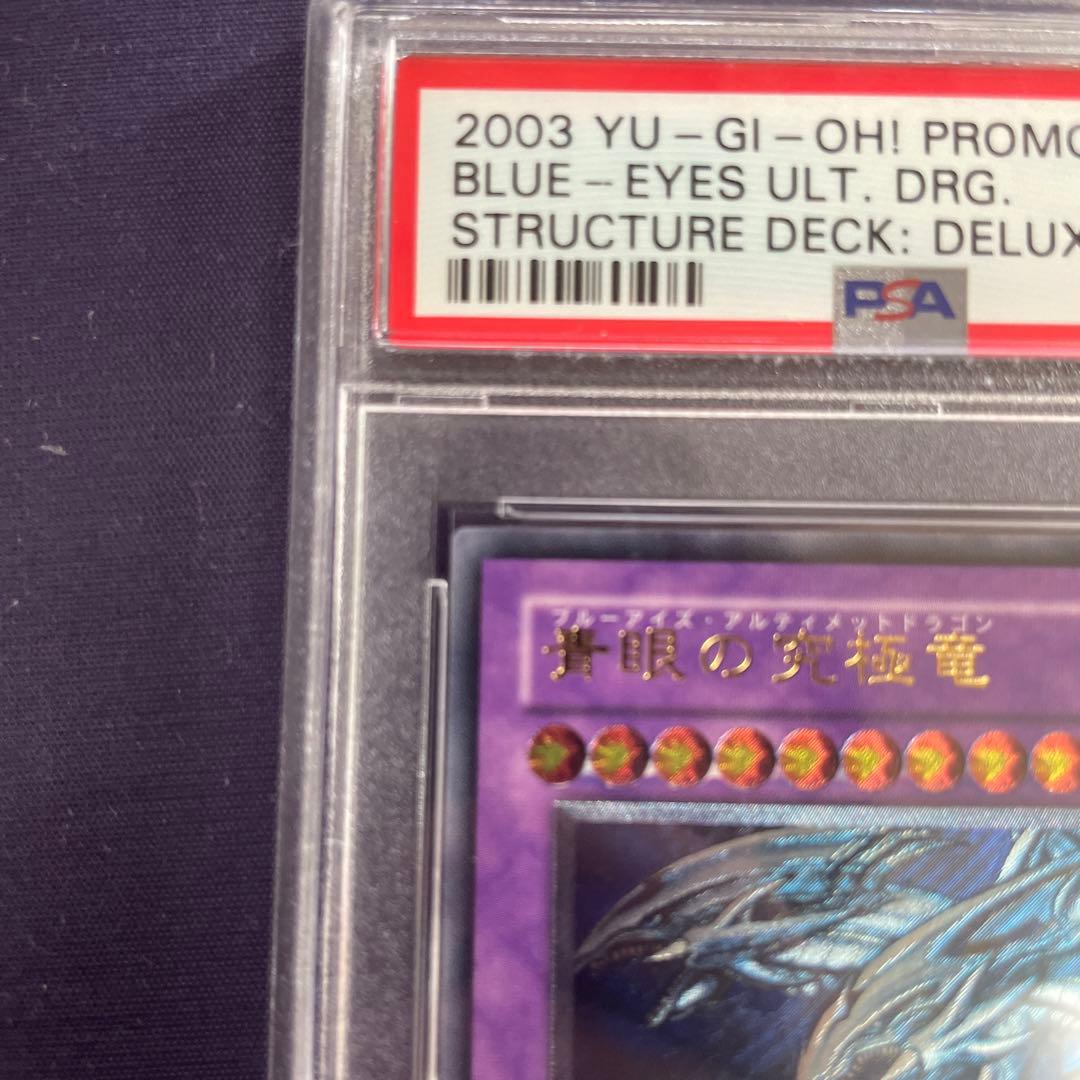 2003 YU-GI-OH! PROMO
BLUE-EYES ULT. DRG.
STRUCTURE DECK: DELUX
PSA
ブルーアイズ・アルティメットドラゴン
青眼の究極竜